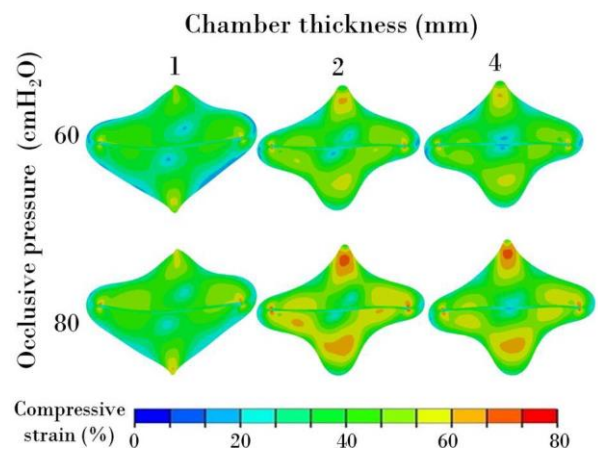 Chamber thickness (mm)
1 2 4
Occlusive pressure (cmH₂O)
60
80
Compressive
strain (%)
0 20 40 60 80